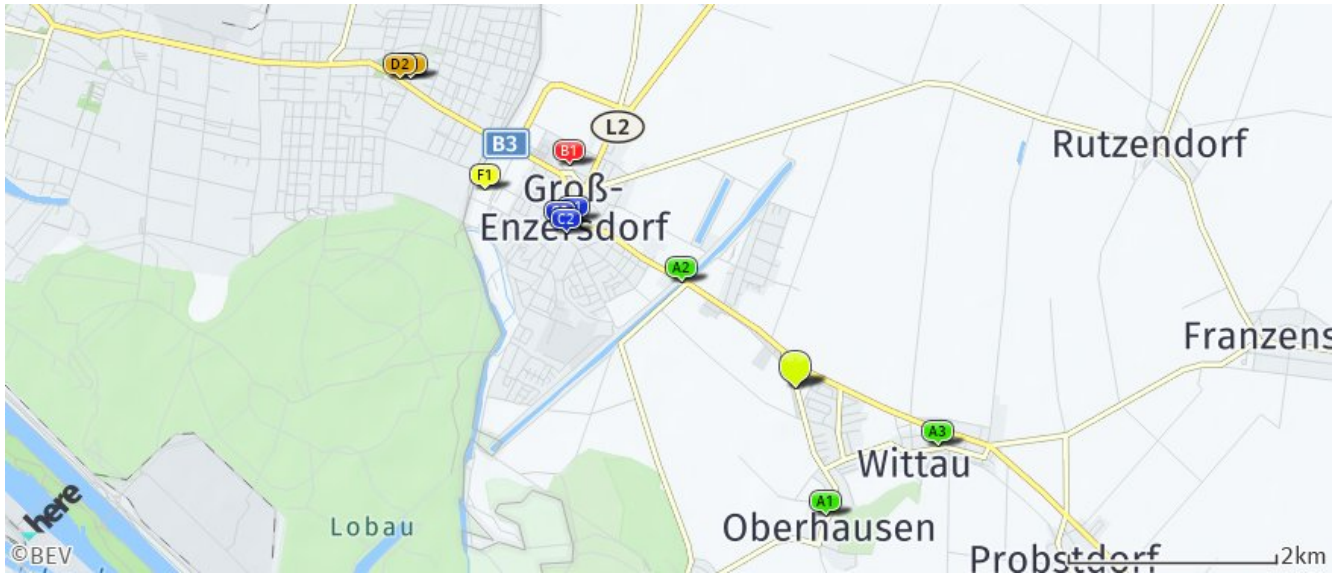 D2
L2
B3
B1
Rutzendorf
F1
Groß-
Enzersdorf
C2
A2
Franzens
A3
Wittau
A1
Oberhausen
here
Lobau
©BEV
Probstdorf
2km